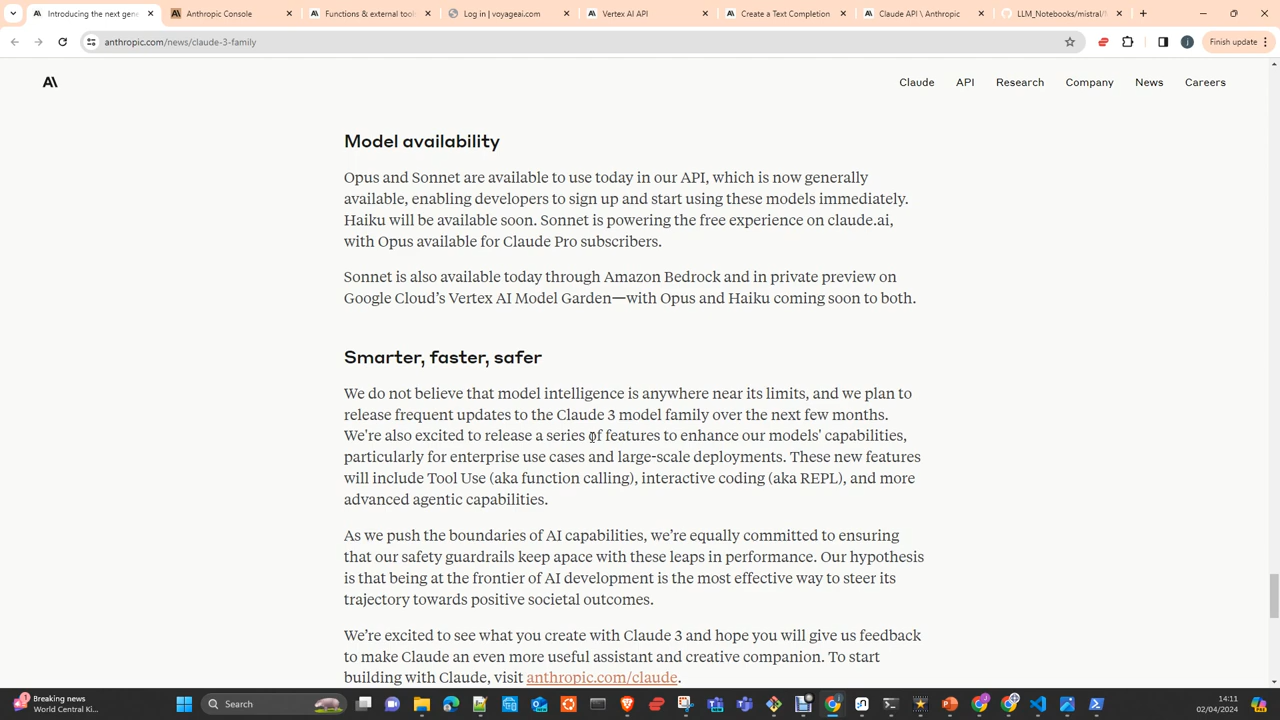 Introducing the next gene
Anthropic Console
Functions & external tool
Log in | voyageai.com
Vertex AI API
Create a Text Completion
Claude API \ Anthropic
LLM_Notebooks/mistral/
anthropic.com/news/claude-3-family
Finish update
Claude API Research Company News Careers
Model availability
Opus and Sonnet are available to use today in our API, which is now generally
available, enabling developers to sign up and start using these models immediately.
Haiku will be available soon. Sonnet is powering the free experience on claude.ai,
with Opus available for Claude Pro subscribers.
Sonnet is also available today through Amazon Bedrock and in private preview on
Google Cloud’s Vertex AI Model Garden—with Opus and Haiku coming soon to both.
Smarter, faster, safer
We do not believe that model intelligence is anywhere near its limits, and we plan to
release frequent updates to the Claude 3 model family over the next few months.
We're also excited to release a series of features to enhance our models' capabilities,
particularly for enterprise use cases and large-scale deployments. These new features
will include Tool Use (aka function calling), interactive coding (aka REPL), and more
advanced agentic capabilities.
As we push the boundaries of AI capabilities, we’re equally committed to ensuring
that our safety guardrails keep apace with these leaps in performance. Our hypothesis
is that being at the frontier of AI development is the most effective way to steer its
trajectory towards positive societal outcomes.
We’re excited to see what you create with Claude 3 and hope you will give us feedback
to make Claude an even more useful assistant and creative companion. To start
building with Claude, visit anthropic.com/claude.
Breaking news
World Central Ki...
Search
14:11
02/04/2024